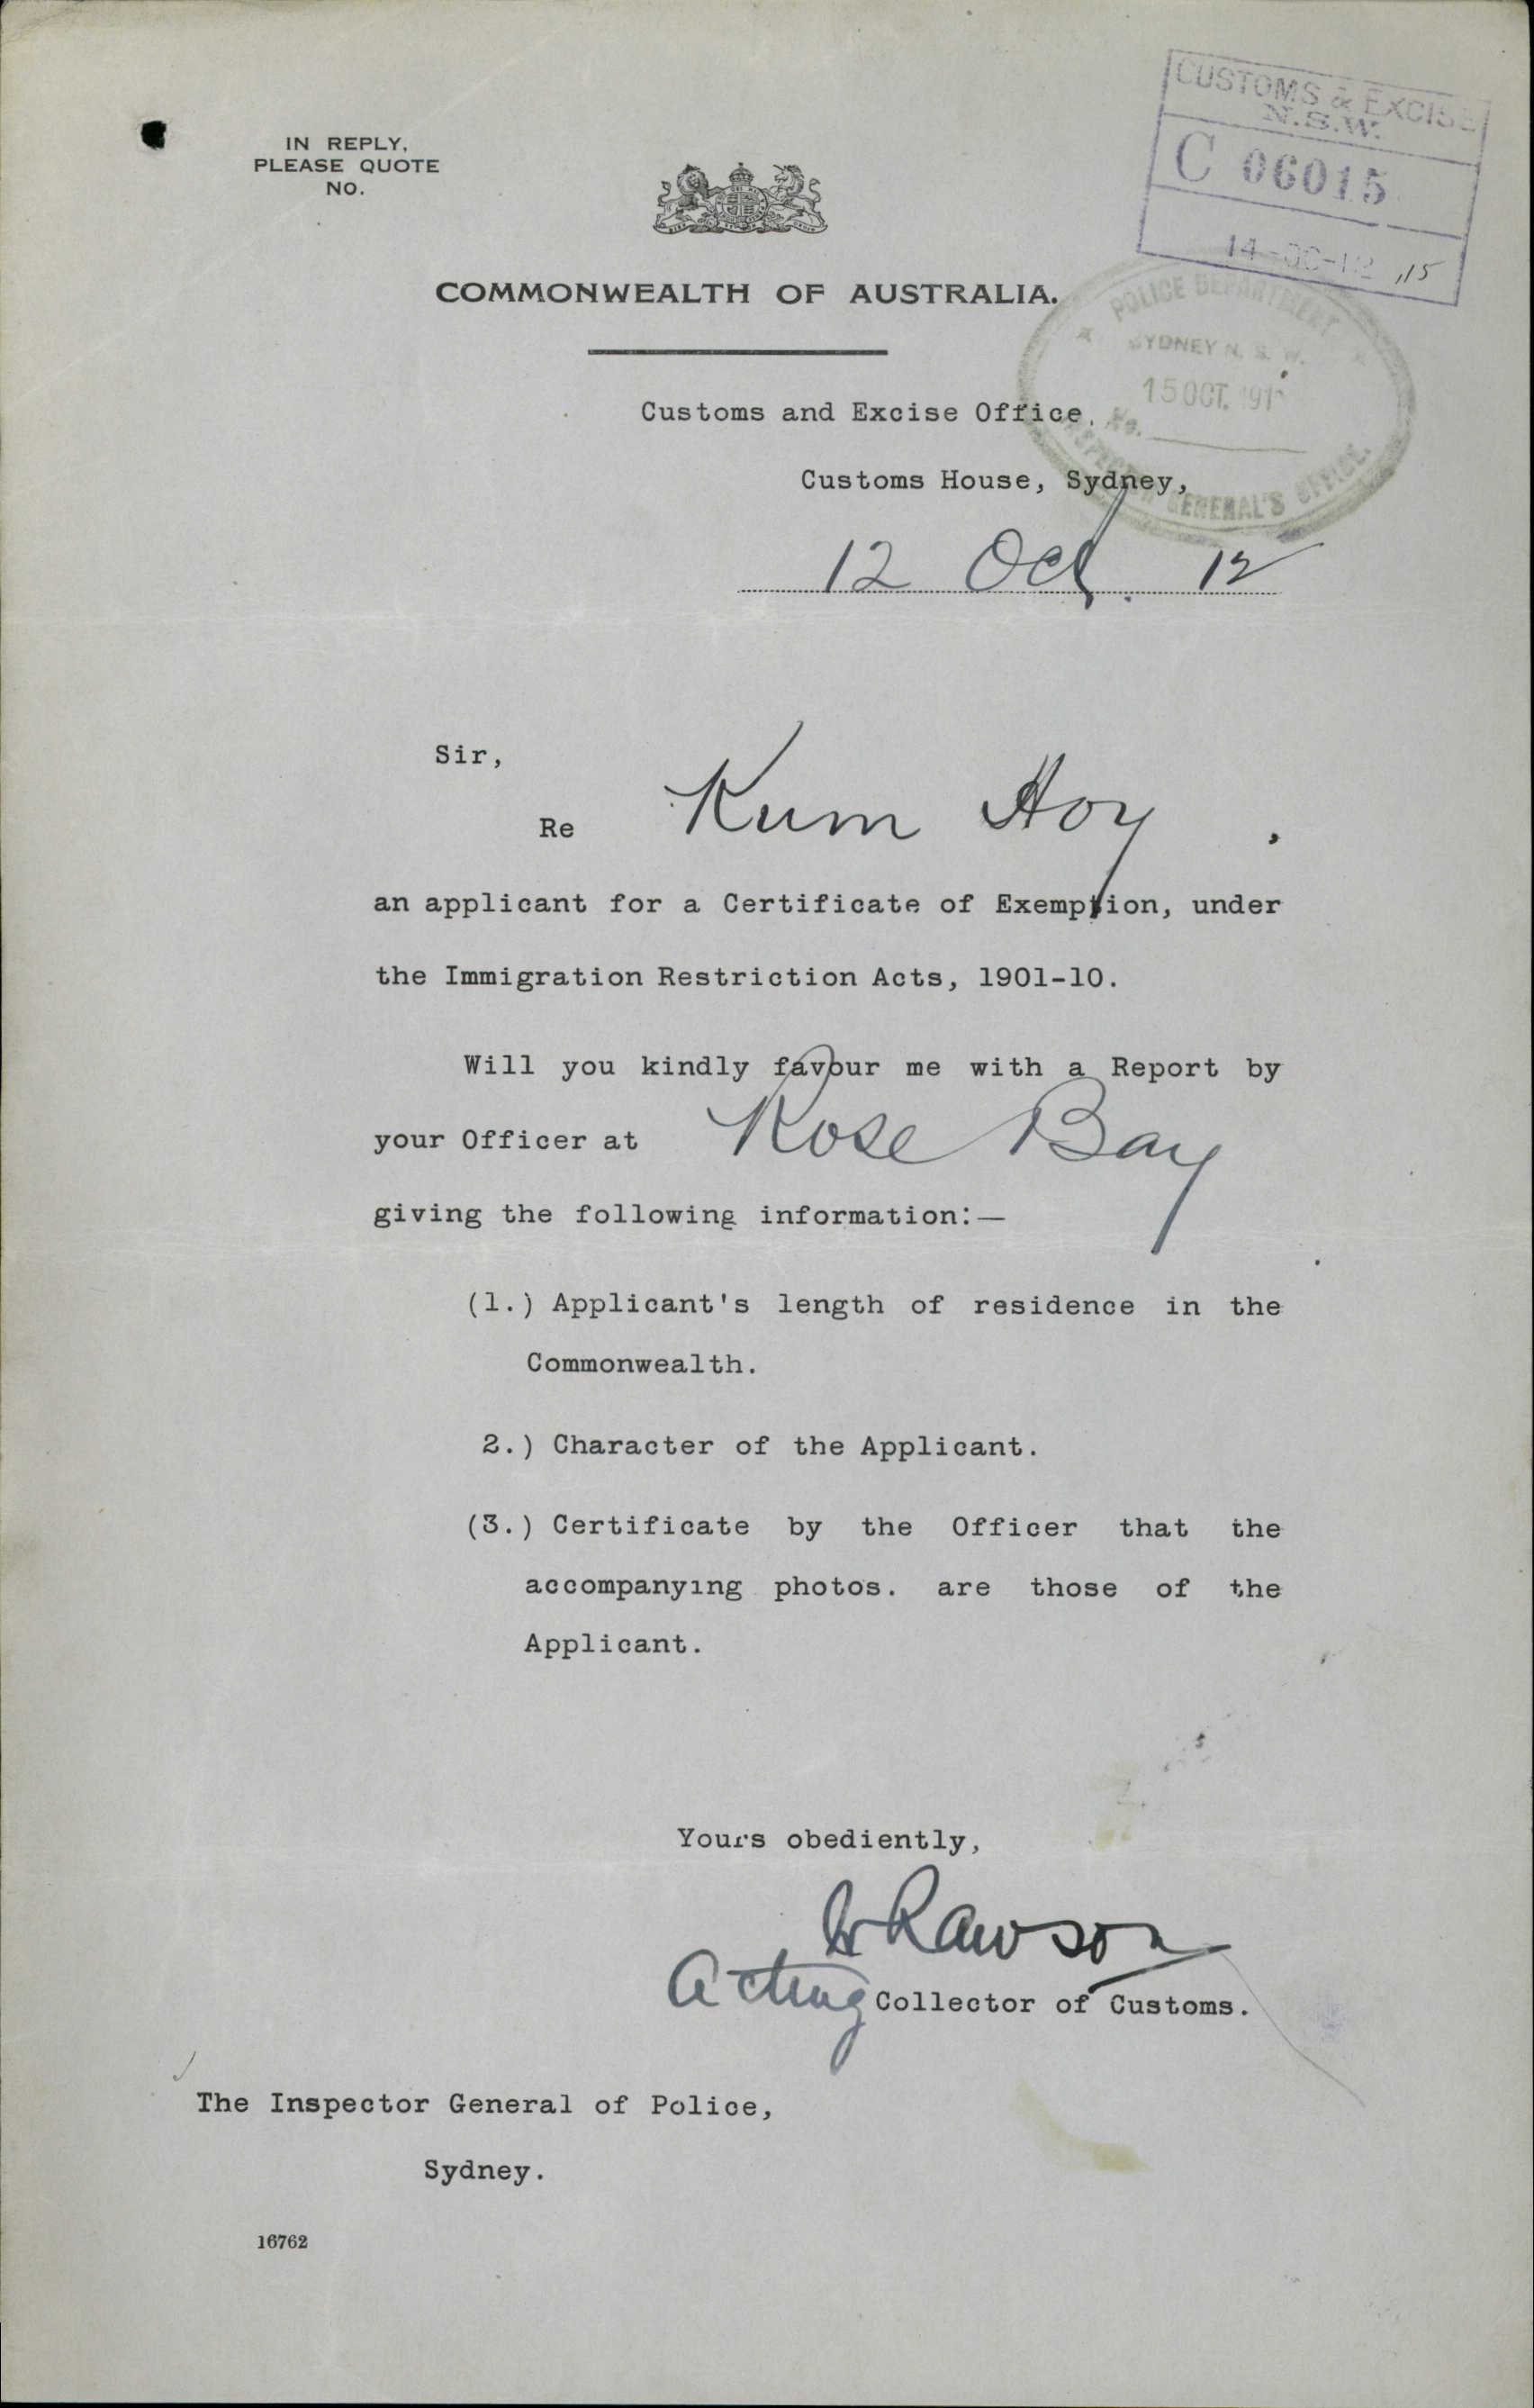 CUSTOMS & EXCISE
N.S.W.
C 06015
14 -12 ,15
IN REPLY,
PLEASE QUOTE
NO.
COMMONWEALTH OF AUSTRALIA.
POLICE DEPARTMENT
SYDNEY N. S. W.
15 OCT. 191
No.
INSPECTOR GENERAL'S OFFICE.
Customs and Excise Office,
Customs House, Sydney,
12 Oct. 12
Sir,
Re Kum Hoy ,
an applicant for a Certificate of Exemption, under
the Immigration Restriction Acts, 1901-10.
Will you kindly favour me with a Report by
your Officer at Rose Bay
giving the following information:—
(1.) Applicant's length of residence in the
Commonwealth.
2.) Character of the Applicant.
(3.) Certificate by the Officer that the
accompanying photos. are those of the
Applicant.
Yours obediently,
Rawson
Acting Collector of Customs.
The Inspector General of Police,
Sydney.
16762